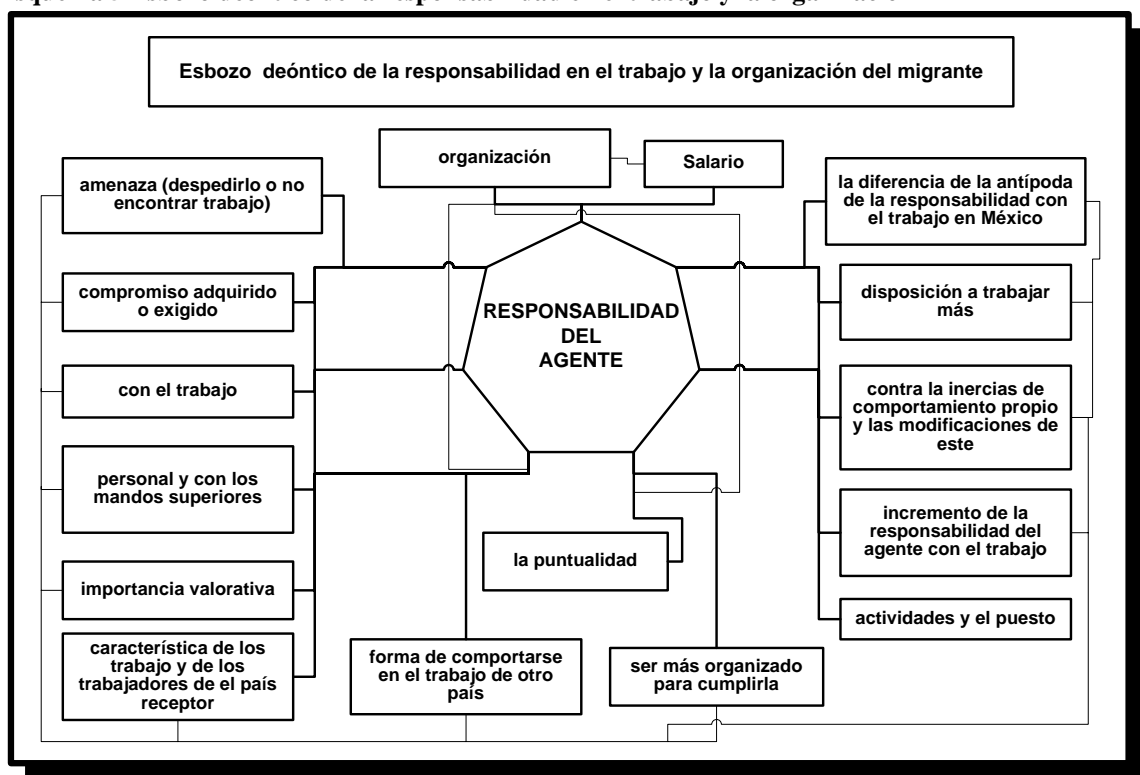 Esbozo deóntico de la responsabilidad en el trabajo y la organización del migrante
organización
Salario
amenaza (despedirlo o no
encontrar trabajo)
la diferencia de la antípoda
de la responsabilidad con
el trabajo en México
compromiso adquirido
o exigido
RESPONSABILIDAD
DEL
AGENTE
disposición a trabajar
más
con el trabajo
contra la inercias de
comportamiento propio
y las modificaciones de
este
personal y con los
mandos superiores
incremento de la
responsabilidad del
agente con el trabajo
la puntualidad
importancia valorativa
actividades y el puesto
característica de los
trabajo y de los
trabajadores de el país
receptor
forma de comportarse
en el trabajo de otro
país
ser más organizado
para cumplirla